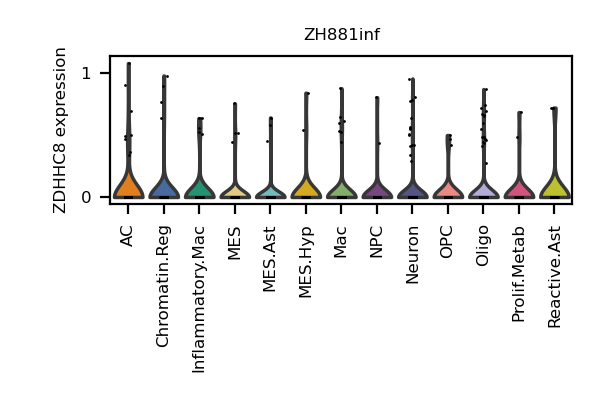 ZH881inf
ZDHHC8 expression
1
0
AC
Chromatin.Reg
Inflammatory.Mac
MES
MES.Ast
MES.Hyp
Mac
NPC
Neuron
OPC
Oligo
Prolif.Metab
Reactive.Ast